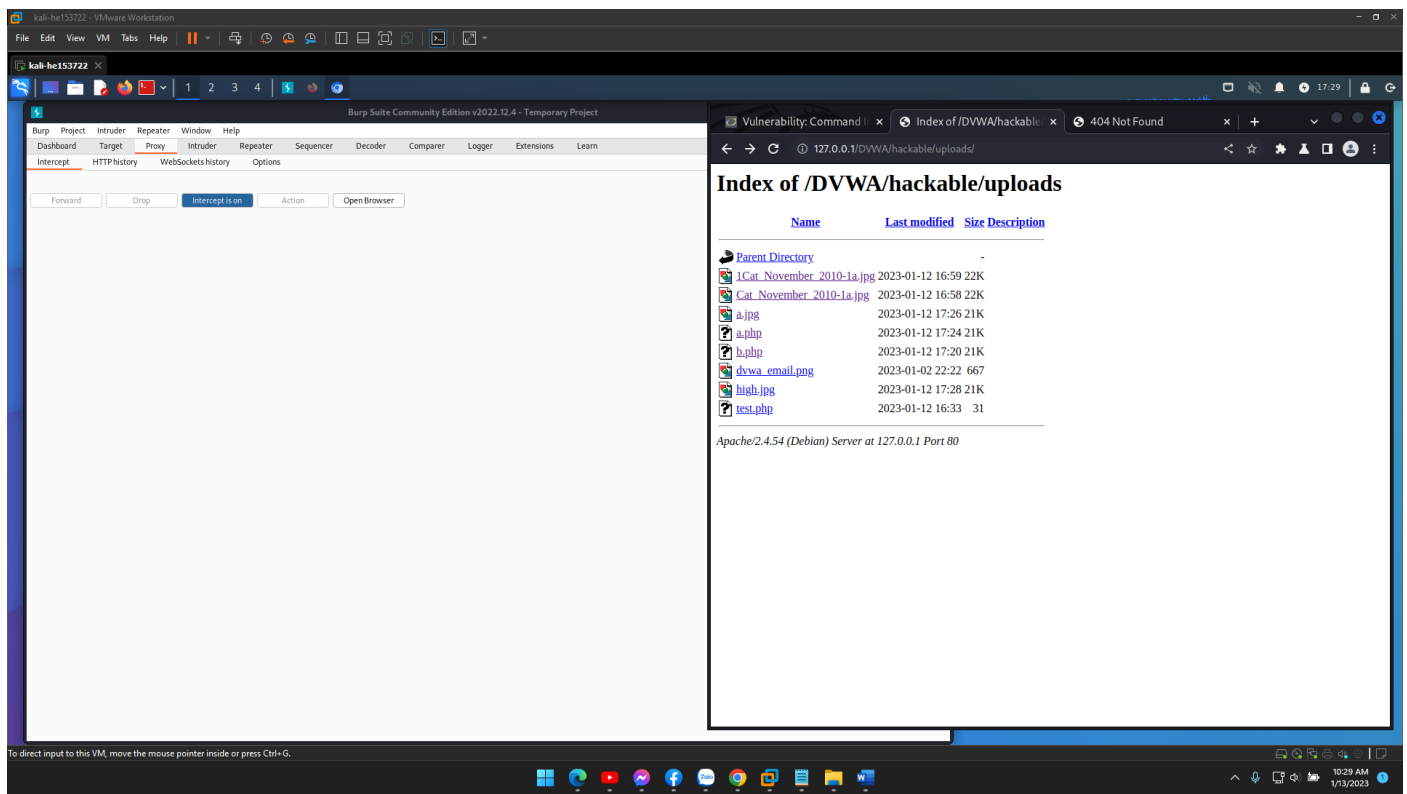 kali-he153722 - VMware Workstation
File Edit View VM Tabs Help
kali-he153722
1 2 3 4
17:29
Burp Suite Community Edition v2022.12.4 - Temporary Project
Burp Project Intruder Repeater Window Help
Dashboard Target Proxy Intruder Repeater Sequencer Decoder Comparer Logger Extensions Learn
Intercept HTTP history WebSockets history Options
Forward Drop Intercept is on Action Open Browser
Vulnerability: Command I Index of /DVWA/hackable 404 Not Found
127.0.0.1/DVWA/hackable/uploads/
Index of /DVWA/hackable/uploads
Name Last modified Size Description
Parent Directory -
1Cat_November_2010-1a.jpg 2023-01-12 16:59 22K
Cat_November_2010-1a.jpg 2023-01-12 16:58 22K
a.jpg 2023-01-12 17:26 21K
a.php 2023-01-12 17:24 21K
b.php 2023-01-12 17:20 21K
dvwa_email.png 2023-01-02 22:22 667
high.jpg 2023-01-12 17:28 21K
test.php 2023-01-12 16:33 31
Apache/2.4.54 (Debian) Server at 127.0.0.1 Port 80
To direct input to this VM, move the mouse pointer inside or press Ctrl+G.
Zalo
10:29 AM
1/13/2023
1